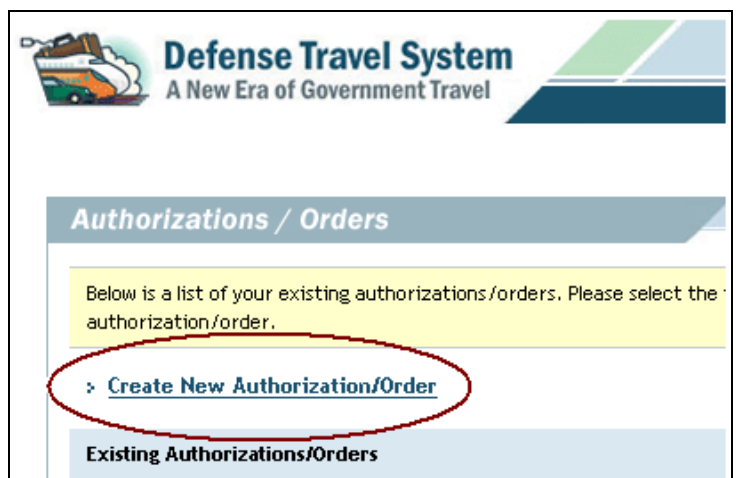 Defense Travel System
A New Era of Government Travel
Authorizations / Orders
Below is a list of your existing authorizations/orders. Please select the
authorization/order.
> Create New Authorization/Order
Existing Authorizations/Orders